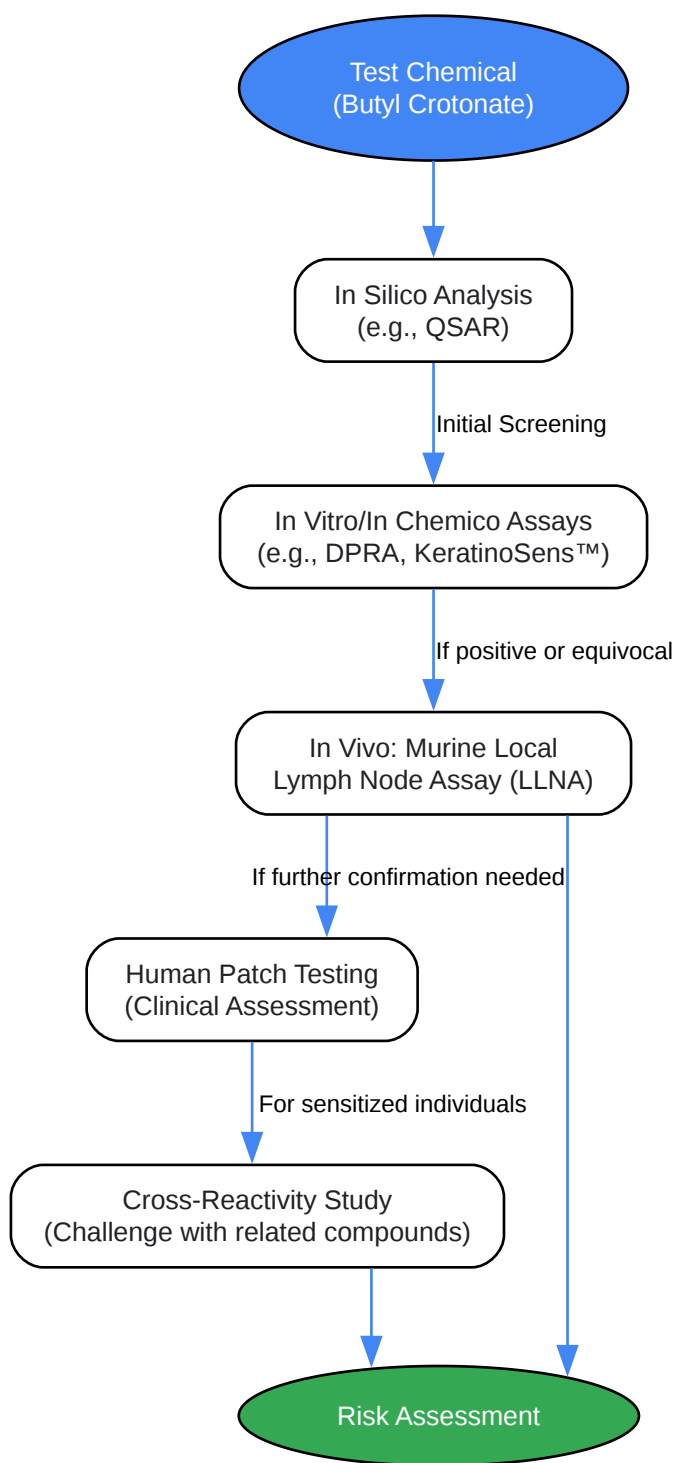 Test Chemical
(Butyl Crotonate)
In Silico Analysis
(e.g., QSAR)
Initial Screening
In Vitro/In Chemico Assays
(e.g., DPRA, KeratinoSens™)
If positive or equivocal
In Vivo: Murine Local
Lymph Node Assay (LLNA)
If further confirmation needed
Human Patch Testing
(Clinical Assessment)
For sensitized individuals
Cross-Reactivity Study
(Challenge with related compounds)
Risk Assessment